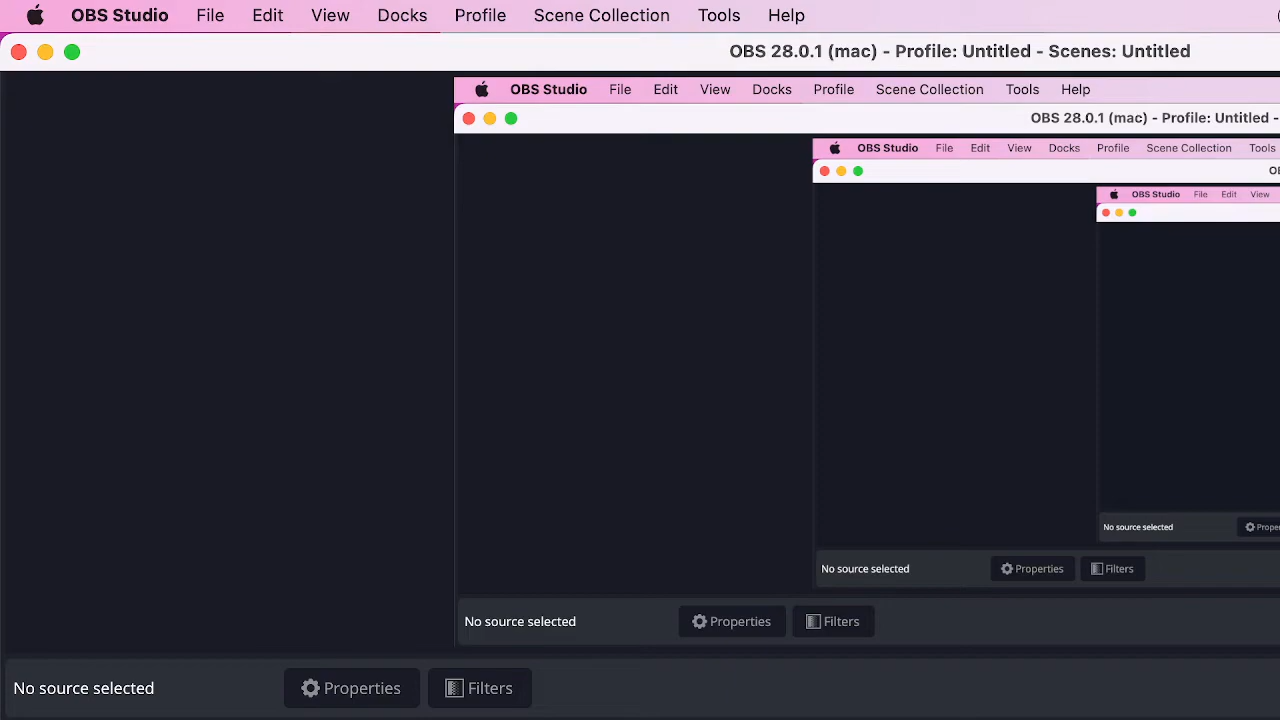 OBS Studio File Edit View Docks Profile Scene Collection Tools Help
OBS 28.0.1 (mac) - Profile: Untitled - Scenes: Untitled
OBS Studio File Edit View Docks Profile Scene Collection Tools Help
OBS 28.0.1 (mac) - Profile: Untitled -
OBS Studio File Edit View Docks Profile Scene Collection Tools
OBS Studio File Edit View
No source selected
No source selected Properties Filters
No source selected Properties Filters
No source selected Properties Filters